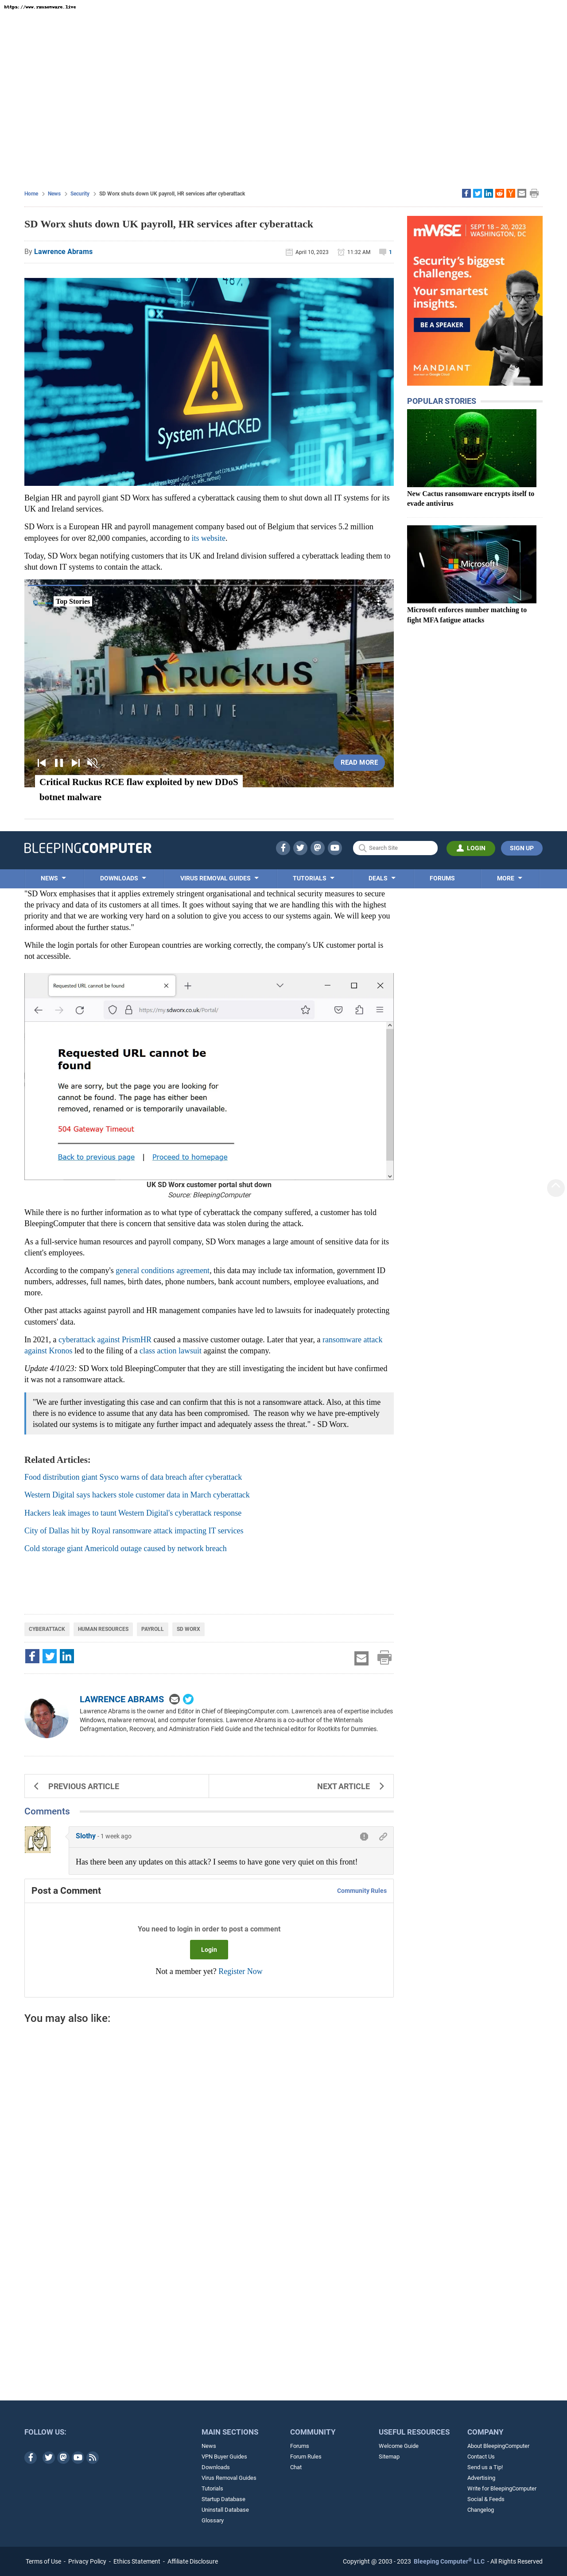 https://www.ransomware.live
Home > News > Security > SD Worx shuts down UK payroll, HR services after cyberattack
SD Worx shuts down UK payroll, HR services after cyberattack
By Lawrence Abrams
April 10, 2023
11:32 AM
1
System HACKED
Belgian HR and payroll giant SD Worx has suffered a cyberattack causing them to shut down all IT systems for its
UK and Ireland services.
SD Worx is a European HR and payroll management company based out of Belgium that services 5.2 million
employees for over 82,000 companies, according to its website.
Today, SD Worx began notifying customers that its UK and Ireland division suffered a cyberattack leading them to
shut down IT systems to contain the attack.
Top Stories
RUCKUS
JAVA DRIVE
READ MORE
Critical Ruckus RCE flaw exploited by new DDoS
botnet malware
mWISE
SEPT 18 - 20, 2023
WASHINGTON, DC
Security's biggest
challenges.
Your smartest
insights.
BE A SPEAKER
MANDIANT
POPULAR STORIES
New Cactus ransomware encrypts itself to
evade antivirus
Microsoft
Microsoft enforces number matching to
fight MFA fatigue attacks
BLEEPINGCOMPUTER
Search Site
LOGIN
SIGN UP
NEWS
DOWNLOADS
VIRUS REMOVAL GUIDES
TUTORIALS
DEALS
FORUMS
MORE
"SD Worx emphasises that it applies extremely stringent organisational and technical security measures to secure
the privacy and data of its customers at all times. It goes without saying that we are handling this with the highest
priority and that we are working very hard on a solution to give you access to our systems again. We will keep you
informed about the further status."
While the login portals for other European countries are working correctly, the company's UK customer portal is
not accessible.
Requested URL cannot be found
https://my.sdworx.co.uk/Portal/
Requested URL cannot be
found
We are sorry, but the page you are looking for
cannot be found. The page have either been
removed, renamed or is temporarily unavailable.
504 Gateway Timeout
Back to previous page | Proceed to homepage
UK SD Worx customer portal shut down
Source: BleepingComputer
While there is no further information as to what type of cyberattack the company suffered, a customer has told
BleepingComputer that there is concern that sensitive data was stolen during the attack.
As a full-service human resources and payroll company, SD Worx manages a large amount of sensitive data for its
client's employees.
According to the company's general conditions agreement, this data may include tax information, government ID
numbers, addresses, full names, birth dates, phone numbers, bank account numbers, employee evaluations, and
more.
Other past attacks against payroll and HR management companies have led to lawsuits for inadequately protecting
customers' data.
In 2021, a cyberattack against PrismHR caused a massive customer outage. Later that year, a ransomware attack
against Kronos led to the filing of a class action lawsuit against the company.
Update 4/10/23: SD Worx told BleepingComputer that they are still investigating the incident but have confirmed
it was not a ransomware attack.
"We are further investigating this case and can confirm that this is not a ransomware attack. Also, at this time
there is no evidence to assume that any data has been compromised.  The reason why we have pre-emptively
isolated our systems is to mitigate any further impact and adequately assess the threat." - SD Worx.
Related Articles:
Food distribution giant Sysco warns of data breach after cyberattack
Western Digital says hackers stole customer data in March cyberattack
Hackers leak images to taunt Western Digital's cyberattack response
City of Dallas hit by Royal ransomware attack impacting IT services
Cold storage giant Americold outage caused by network breach
CYBERATTACK
HUMAN RESOURCES
PAYROLL
SD WORX
LAWRENCE ABRAMS
Lawrence Abrams is the owner and Editor in Chief of BleepingComputer.com. Lawrence's area of expertise includes
Windows, malware removal, and computer forensics. Lawrence Abrams is a co-author of the Winternals
Defragmentation, Recovery, and Administration Field Guide and the technical editor for Rootkits for Dummies.
PREVIOUS ARTICLE
NEXT ARTICLE
Comments
Slothy - 1 week ago
Has there been any updates on this attack? I seems to have gone very quiet on this front!
Post a Comment
Community Rules
You need to login in order to post a comment
Login
Not a member yet? Register Now
You may also like:
FOLLOW US:
MAIN SECTIONS
News
VPN Buyer Guides
Downloads
Virus Removal Guides
Tutorials
Startup Database
Uninstall Database
Glossary
COMMUNITY
Forums
Forum Rules
Chat
USEFUL RESOURCES
Welcome Guide
Sitemap
COMPANY
About BleepingComputer
Contact Us
Send us a Tip!
Advertising
Write for BleepingComputer
Social & Feeds
Changelog
Terms of Use - Privacy Policy - Ethics Statement - Affiliate Disclosure
Copyright @ 2003 - 2023 Bleeping Computer® LLC - All Rights Reserved